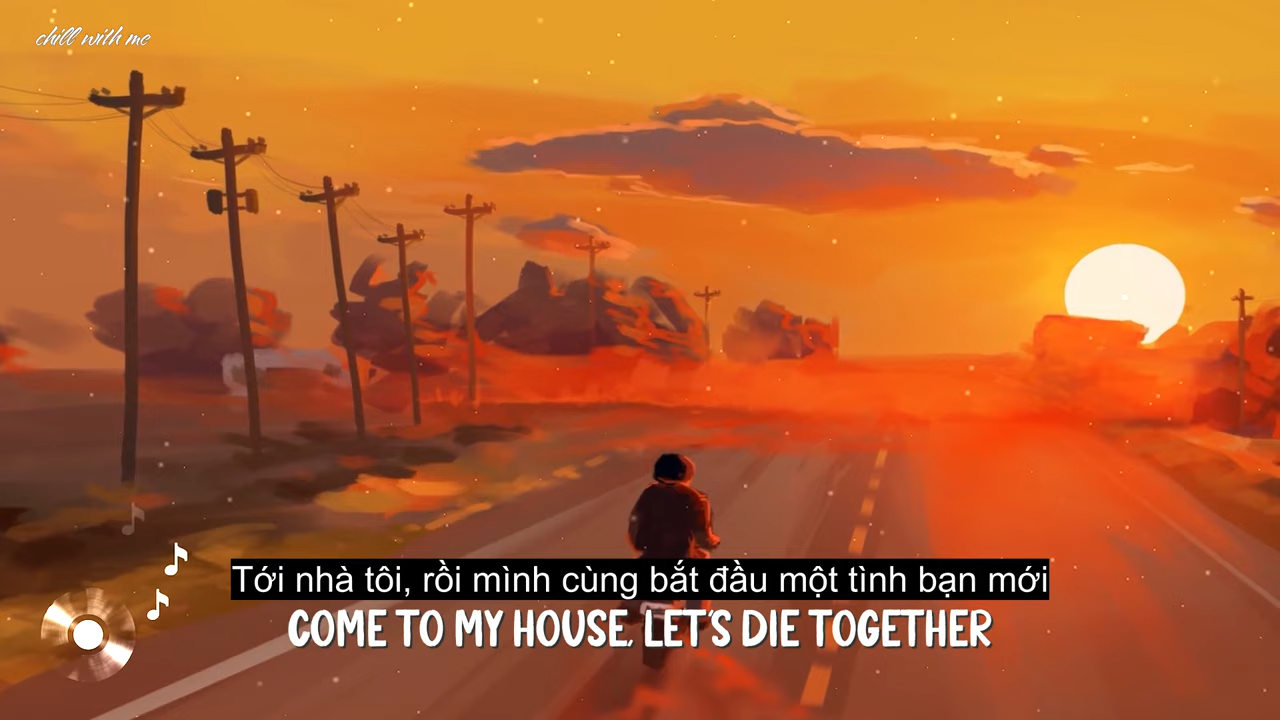 chill with me
Tới nhà tôi, rồi mình cùng bắt đầu một tình bạn mới
COME TO MY HOUSE, LET'S DIE TOGETHER